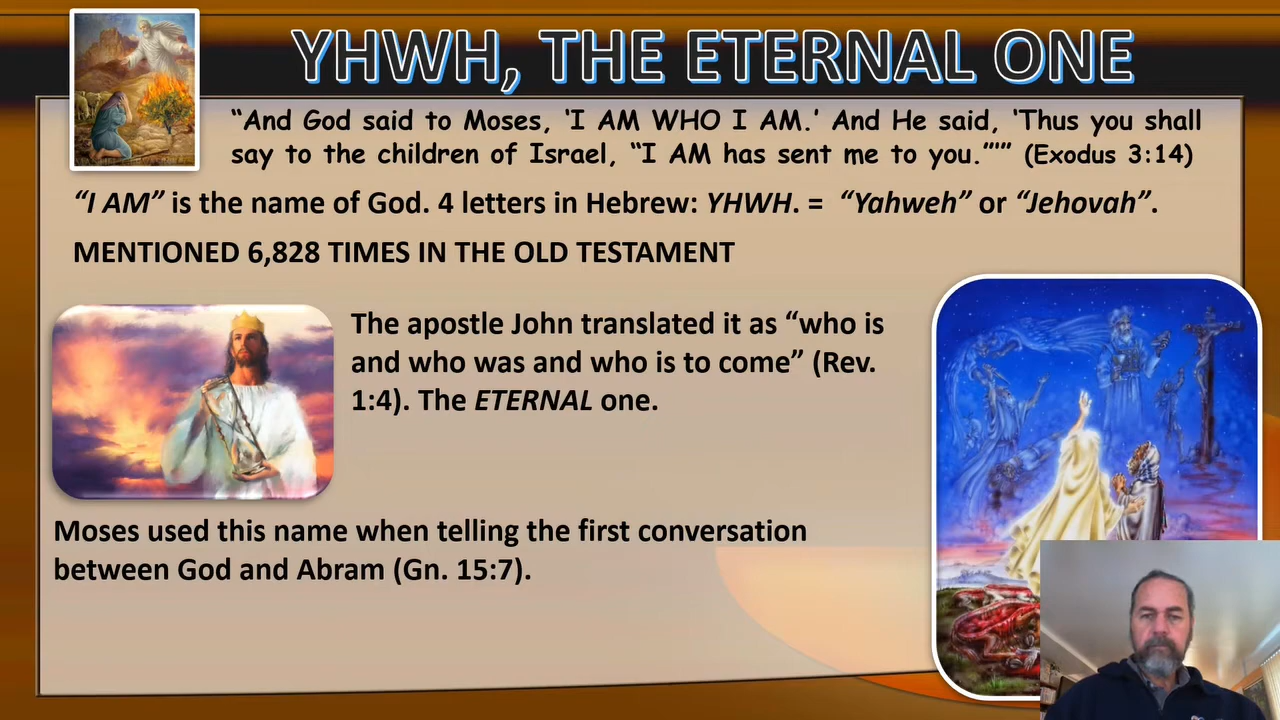 YHWH, THE ETERNAL ONE
“And God said to Moses, ‘I AM WHO I AM.’ And He said, ‘Thus you shall
say to the children of Israel, “I AM has sent me to you.”’” (Exodus 3:14)
“I AM” is the name of God. 4 letters in Hebrew: YHWH. = “Yahweh” or “Jehovah”.
MENTIONED 6,828 TIMES IN THE OLD TESTAMENT
The apostle John translated it as “who is
and who was and who is to come” (Rev.
1:4). The ETERNAL one.
Moses used this name when telling the first conversation
between God and Abram (Gn. 15:7).